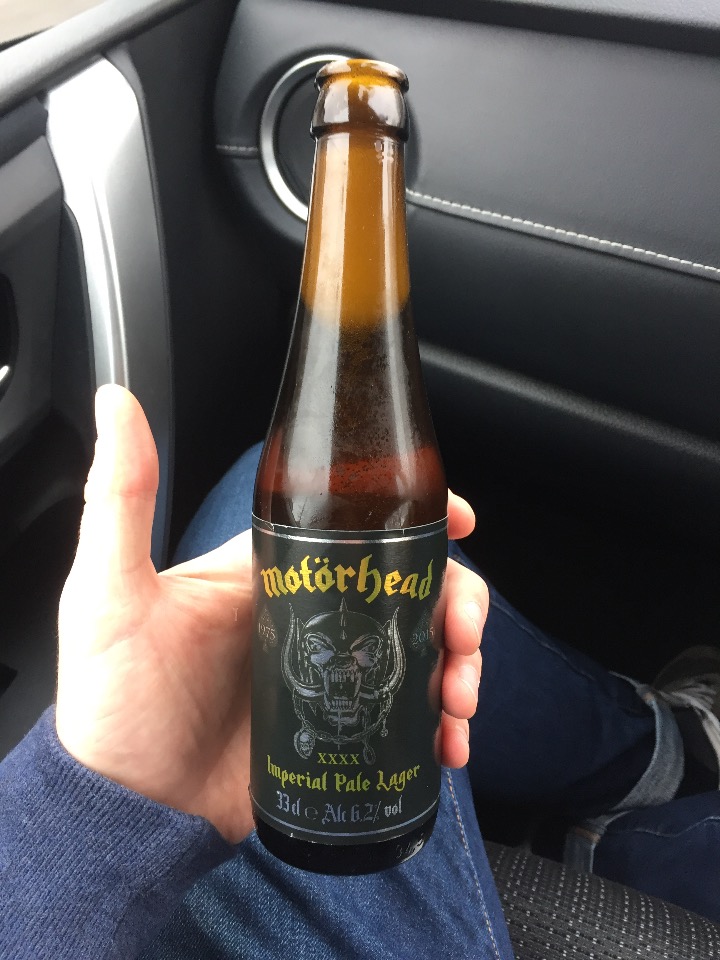 motörhead
1975 2015
XXXX
Imperial Pale Lager
33cl e Alc 6.2% vol